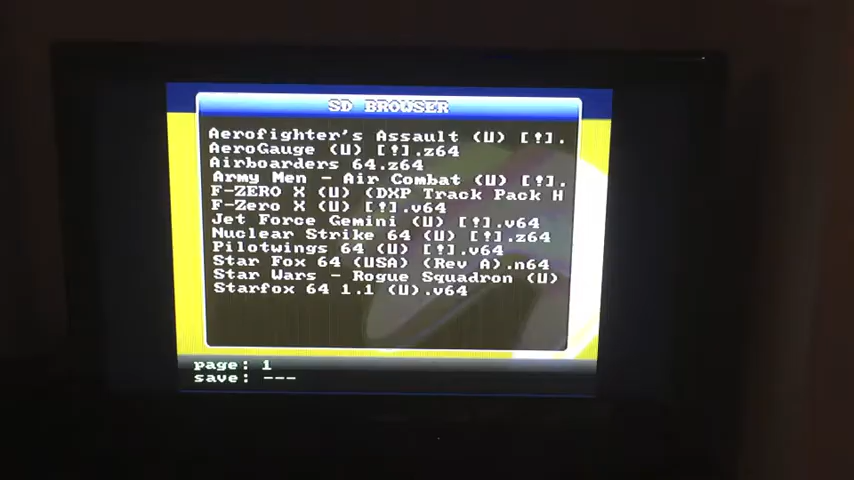 SD BROWSER
Aerofighter's Assault (U) [!].
AeroGauge (U) [!].z64
Airboarders 64.z64
Army Men - Air Combat (U) [!].
F-ZERO X (U) (DXP Track Pack H
F-Zero X (U) [!].v64
Jet Force Gemini (U) [!].v64
Nuclear Strike 64 (U) [!].z64
Pilotwings 64 (U) [!].v64
Star Fox 64 (USA) (Rev A).n64
Star Wars - Rogue Squadron (U)
Starfox 64 1.1 (U).v64
page: 1
save: ---